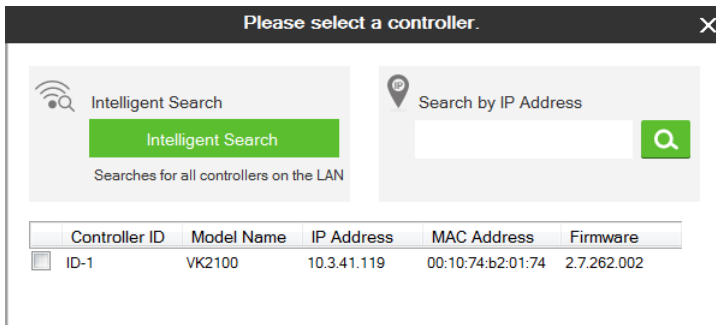 Please select a controller.
Intelligent Search
Intelligent Search
Searches for all controllers on the LAN
IP
Search by IP Address
Controller ID Model Name IP Address MAC Address Firmware
ID-1 VK2100 10.3.41.119 00:10:74:b2:01:74 2.7.262.002